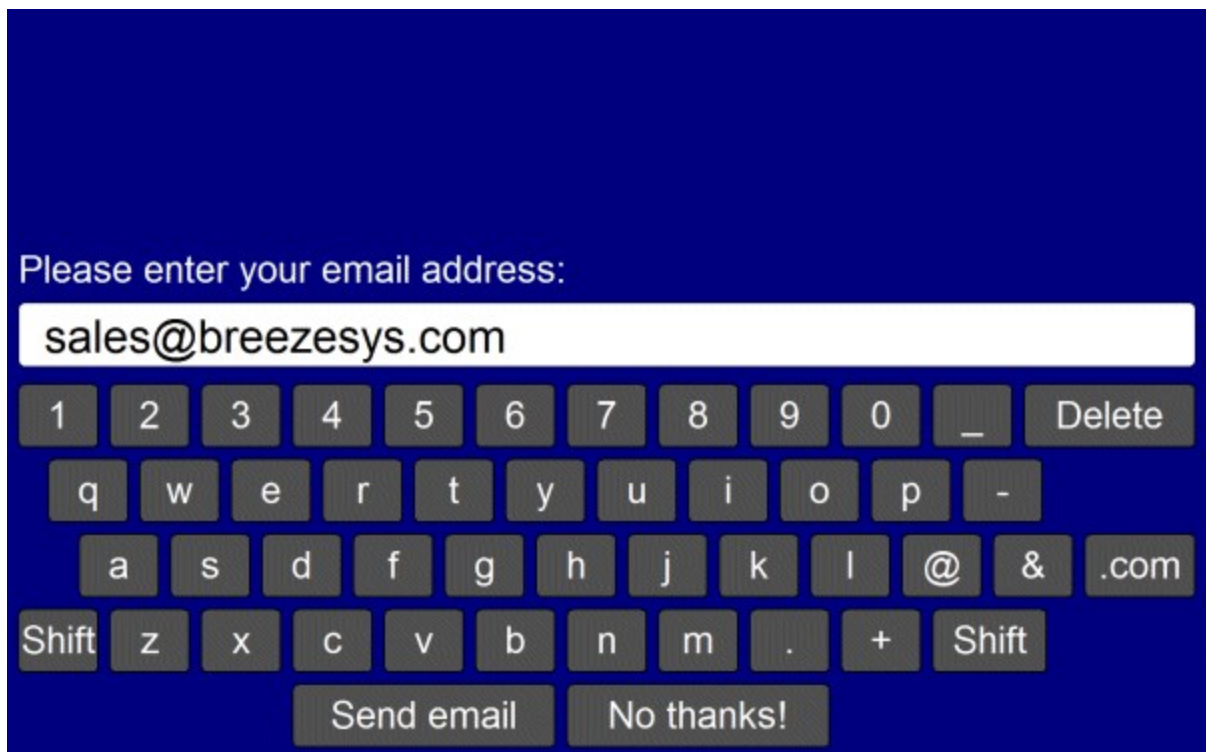 Please enter your email address:
sales@breezesys.com
1 2 3 4 5 6 7 8 9 0 _ Delete
q w e r t y u i o p -
a s d f g h j k l @ & .com
Shift z x c v b n m . + Shift
Send email No thanks!